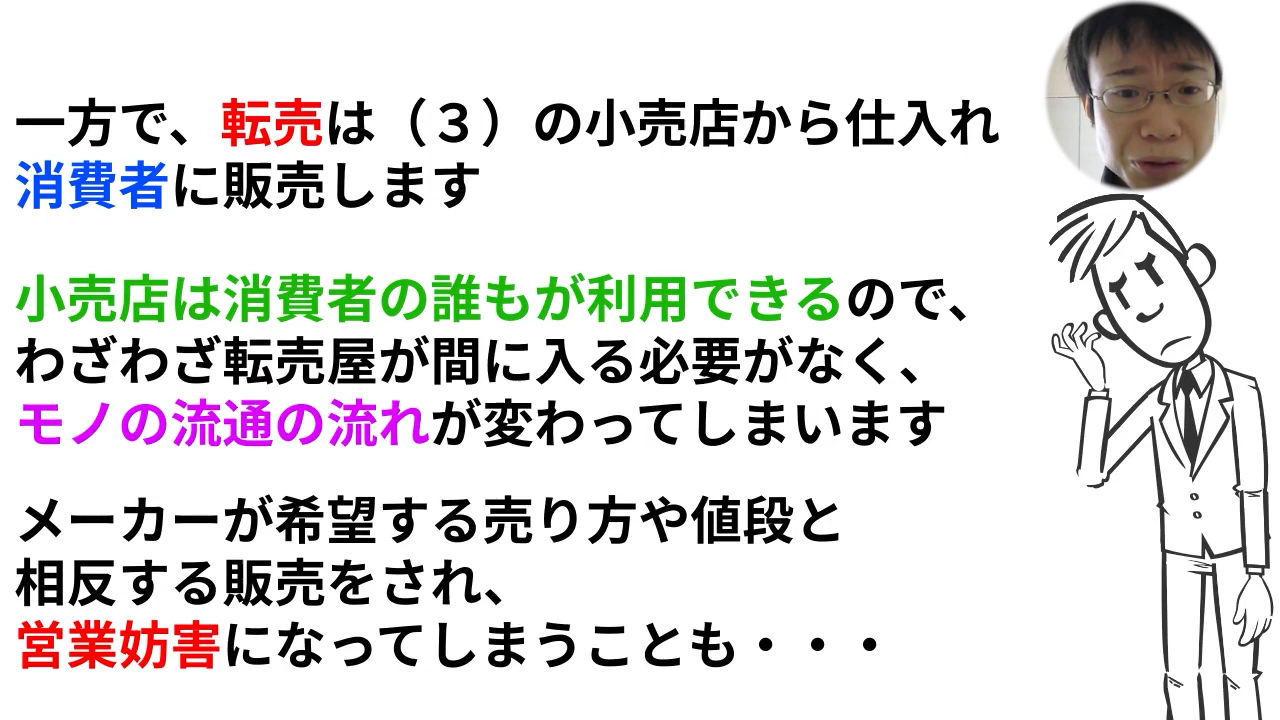 一方で、転売は（３）の小売店から仕入れ
消費者に販売します
小売店は消費者の誰もが利用できるので、
わざわざ転売屋が間に入る必要がなく、
モノの流通の流れが変わってしまいます
メーカーが希望する売り方や値段と
相反する販売をされ、
営業妨害になってしまうことも・・・